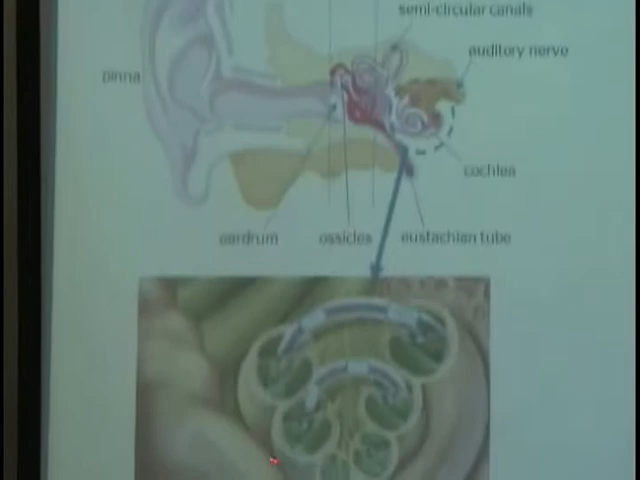 semi-circular canals
auditory nerve
pinna
cochlea
eardrum
ossicles
eustachian tube